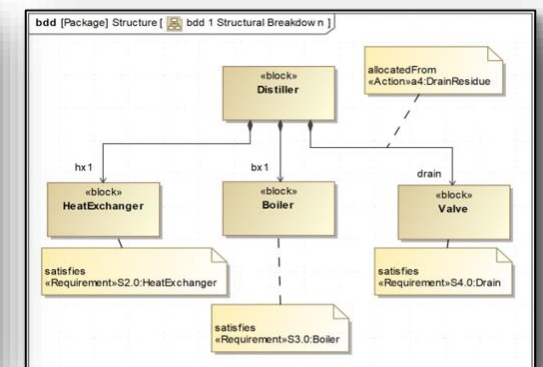 bdd [Package] Structure [ bdd 1 Structural Breakdown ]
allocatedFrom
«Action»a4:DrainResidue
«block»
Distiller
hx1
bx1
drain
«block»
HeatExchanger
«block»
Boiler
«block»
Valve
satisfies
«Requirement»S2.0:HeatExchanger
satisfies
«Requirement»S4.0:Drain
satisfies
«Requirement»S3.0:Boiler